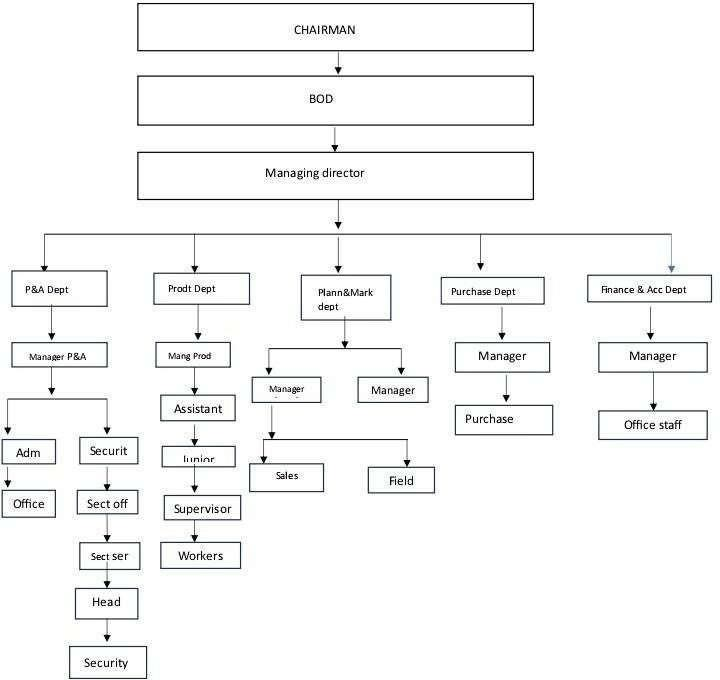 CHAIRMAN
BOD
Managing director
P&A Dept
Prodt Dept
Plann&Mark
dept
Purchase Dept
Finance & Acc Dept
Manager P&A
Mang Prod
Manager
Manager
Manager
Manager
Assistant
Purchase
Office staff
Adm
Securit
Junior
Sales
Field
Office
Sect off
Supervisor
Sect ser
Workers
Head
Security